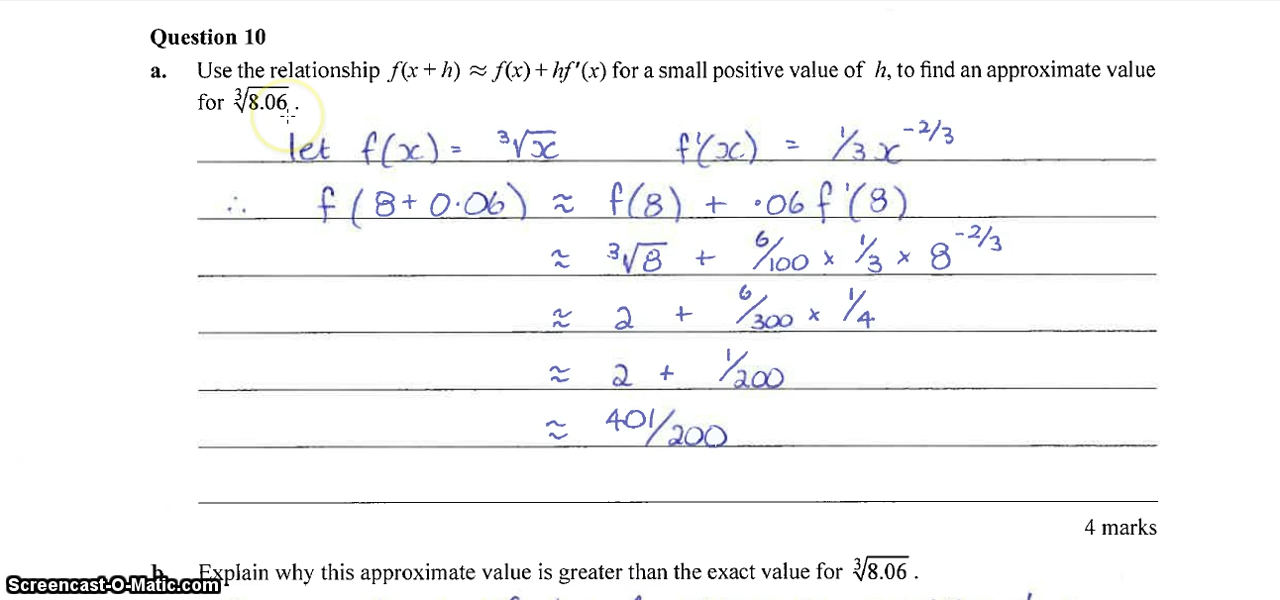 Question 10
a. Use the relationship f(x + h) ≈ f(x) + hf'(x) for a small positive value of h, to find an approximate value
for ∛8.06 .
let f(x) = ∛x f'(x) = 1/3 x^-2/3
∴ f(8 + 0.06) ≈ f(8) + .06 f'(8)
≈ ∛8 + 6/100 × 1/3 × 8^-2/3
≈ 2 + 6/300 × 1/4
≈ 2 + 1/200
≈ 401/200
4 marks
b. Explain why this approximate value is greater than the exact value for ∛8.06 .
Screencast-O-Matic.com